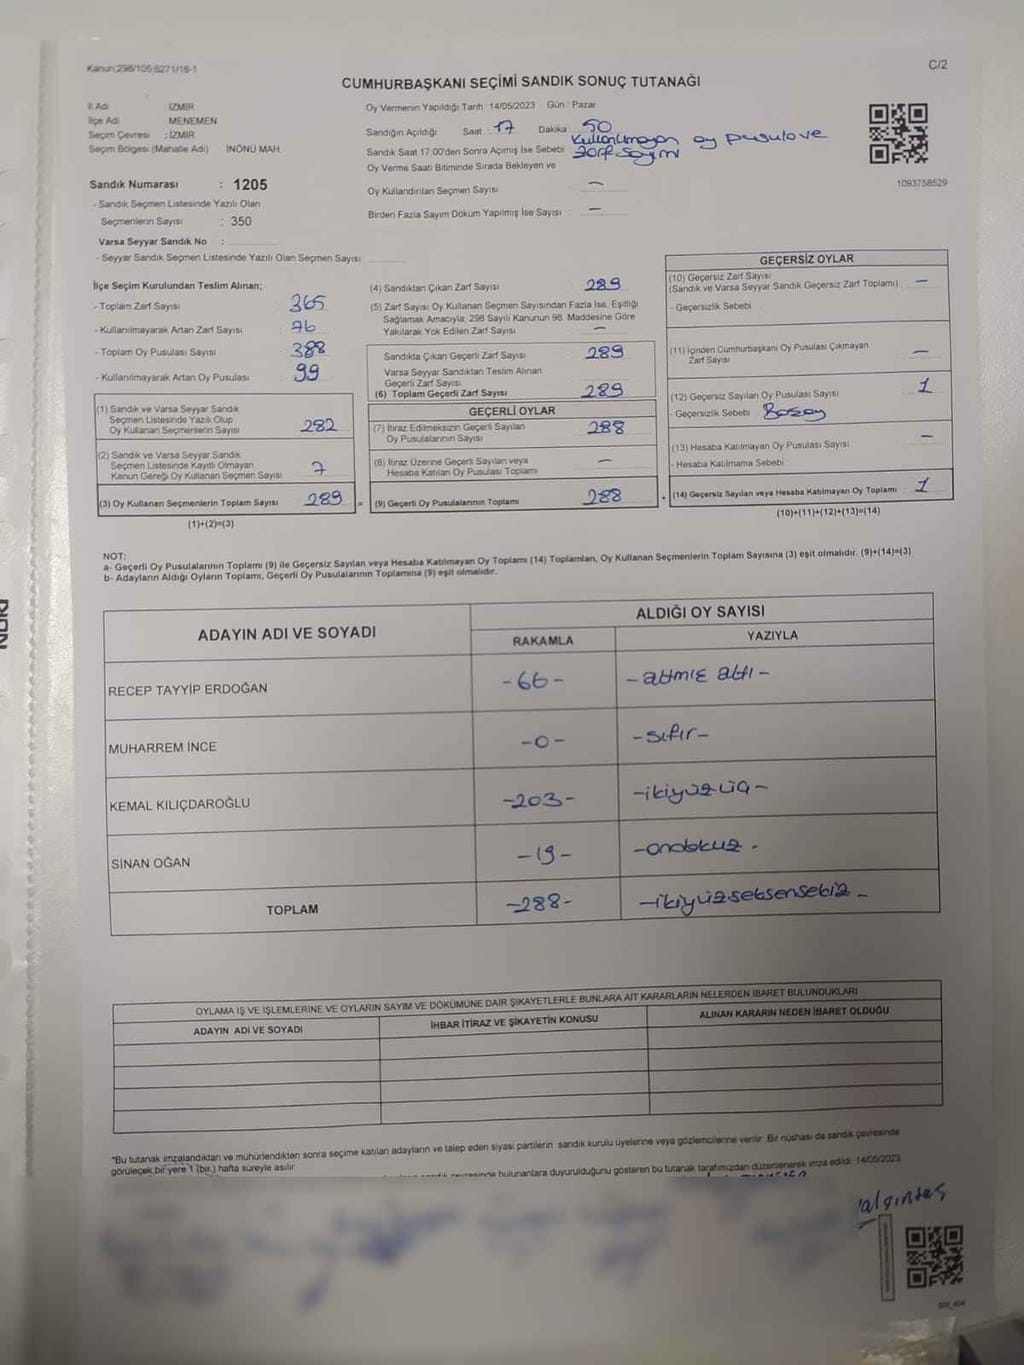 Kanun;298/105;6271/18-1
C/2
CUMHURBAŞKANI SEÇİMİ SANDIK SONUÇ TUTANAĞI
İl Adı İZMİR
İlçe Adı MENEMEN
Seçim Çevresi : İZMİR
Seçim Bölgesi (Mahalle Adı) İNÖNÜ MAH.
Oy Vermenin Yapıldığı Tarih 14/05/2023 Gün : Pazar
Sandığın Açıldığı Saat 17 Dakika 50
Sandık Saat 17:00'den Sonra Açılmış İse Sebebi Kullanılmayan oy pusula ve
zarf sayımı
Oy Verme Saati Bitiminde Sırada Bekleyen ve
Oy Kullandırılan Seçmen Sayısı –
Birden Fazla Sayım Döküm Yapılmış İse Sayısı : –
1093758529
Sandık Numarası : 1205
- Sandık Seçmen Listesinde Yazılı Olan
Seçmenlerin Sayısı : 350
Varsa Seyyar Sandık No :
- Seyyar Sandık Seçmen Listesinde Yazılı Olan Seçmen Sayısı
İlçe Seçim Kurulundan Teslim Alınan;
- Toplam Zarf Sayısı 365
- Kullanılmayarak Artan Zarf Sayısı : 76
- Toplam Oy Pusulası Sayısı 388
- Kullanılmayarak Artan Oy Pusulası : 99
(1) Sandık ve Varsa Seyyar Sandık
Seçmen Listesinde Yazılı Olup
Oy Kullanan Seçmenlerin Sayısı 282
(2) Sandık ve Varsa Seyyar Sandık
Seçmen Listesinde Kayıtlı Olmayan
Kanun Gereği Oy Kullanan Seçmen Sayısı 7
(3) Oy Kullanan Seçmenlerin Toplam Sayısı 289 =
(1)+(2)=(3)
(4) Sandıktan Çıkan Zarf Sayısı 289
(5) Zarf Sayısı Oy Kullanan Seçmen Sayısından Fazla İse, Eşitliği
Sağlamak Amacıyla; 298 Sayılı Kanunun 98. Maddesine Göre
Yakılarak Yok Edilen Zarf Sayısı –
Sandıkta Çıkan Geçerli Zarf Sayısı 289
Varsa Seyyar Sandıktan Teslim Alınan
Geçerli Zarf Sayısı
(6) Toplam Geçerli Zarf Sayısı 289
GEÇERLİ OYLAR
(7) İtiraz Edilmeksizin Geçerli Sayılan
Oy Pusulalarının Sayısı 288
(8) İtiraz Üzerine Geçerli Sayılan veya
Hesaba Katılan Oy Pusulası Toplamı –
(9) Geçerli Oy Pusulalarının Toplamı 288 +
GEÇERSİZ OYLAR
(10) Geçersiz Zarf Sayısı
(Sandık ve Varsa Seyyar Sandık Geçersiz Zarf Toplamı) –
- Geçersizlik Sebebi
(11) İçinden Cumhurbaşkanı Oy Pusulası Çıkmayan
Zarf Sayısı –
(12) Geçersiz Sayılan Oy Pusulası Sayısı 1
- Geçersizlik Sebebi
(13) Hesaba Katılmayan Oy Pusulası Sayısı –
- Hesaba Katılmama Sebebi
(14) Geçersiz Sayılan veya Hesaba Katılmayan Oy Toplamı 1
(10)+(11)+(12)+(13)=(14)
NOT:
a- Geçerli Oy Pusulalarının Toplamı (9) ile Geçersiz Sayılan veya Hesaba Katılmayan Oy Toplamı (14) Toplamları, Oy Kullanan Seçmenlerin Toplam Sayısına (3) eşit olmalıdır. (9)+(14)=(3)
b- Adayların Aldığı Oyların Toplamı, Geçerli Oy Pusulalarının Toplamına (9) eşit olmalıdır.
ADAYIN ADI VE SOYADI ALDIĞI OY SAYISI
RAKAMLA YAZIYLA
RECEP TAYYİP ERDOĞAN -66- -altmış altı-
MUHARREM İNCE -0- -sıfır-
KEMAL KILIÇDAROĞLU -203- -ikiyüz üç-
SİNAN OĞAN -19- -ondokuz-
TOPLAM -288- -ikiyüzseksensekiz-
OYLAMA İŞ VE İŞLEMLERİNE VE OYLARIN SAYIM VE DÖKÜMÜNE DAİR ŞİKAYETLERLE BUNLARA AİT KARARLARIN NELERDEN İBARET BULUNDUKLARI
ADAYIN ADI VE SOYADI İHBAR İTİRAZ VE ŞİKAYETİN KONUSU ALINAN KARARIN NEDEN İBARET OLDUĞU
*Bu tutanak imzalandıktan ve mühürlendikten sonra seçime katılan adayların ve talep eden siyasi partilerin sandık kurulu üyelerine veya gözlemcilerine verilir. Bir nüshası da sandık çevresinde
görülecek bir yere 1 (bir) hafta süreyle asılır.
çevresinde bulunanlara duyurulduğunu gösteren bu tutanak tarafımızdan düzenlenerek imza edildi. 14/05/2023